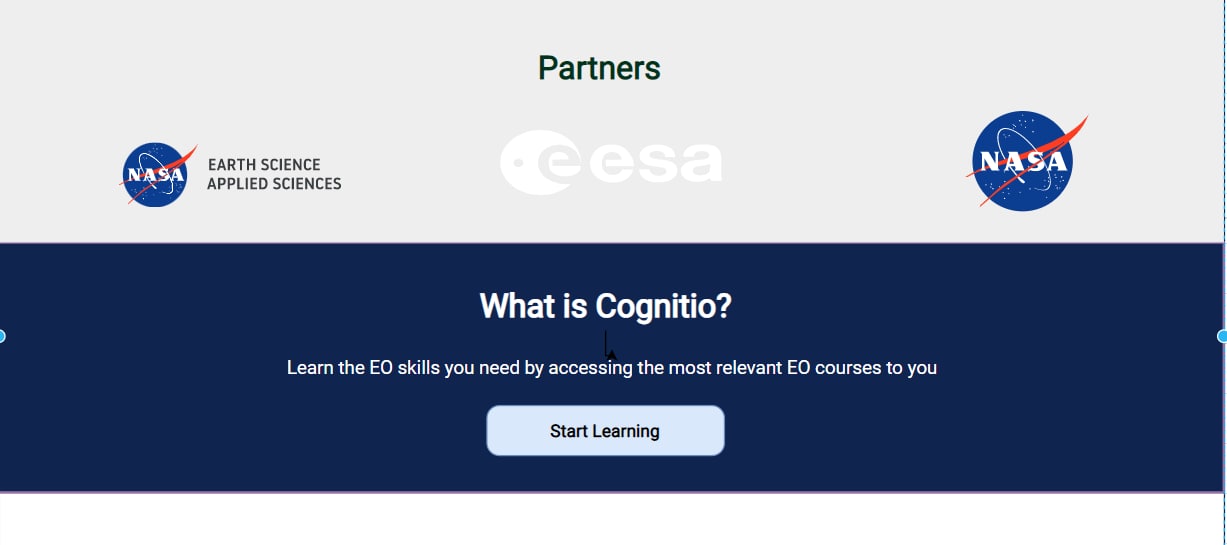 Partners
NASA
EARTH SCIENCE
APPLIED SCIENCES
esa
NASA
What is Cognitio?
Learn the EO skills you need by accessing the most relevant EO courses to you
Start Learning